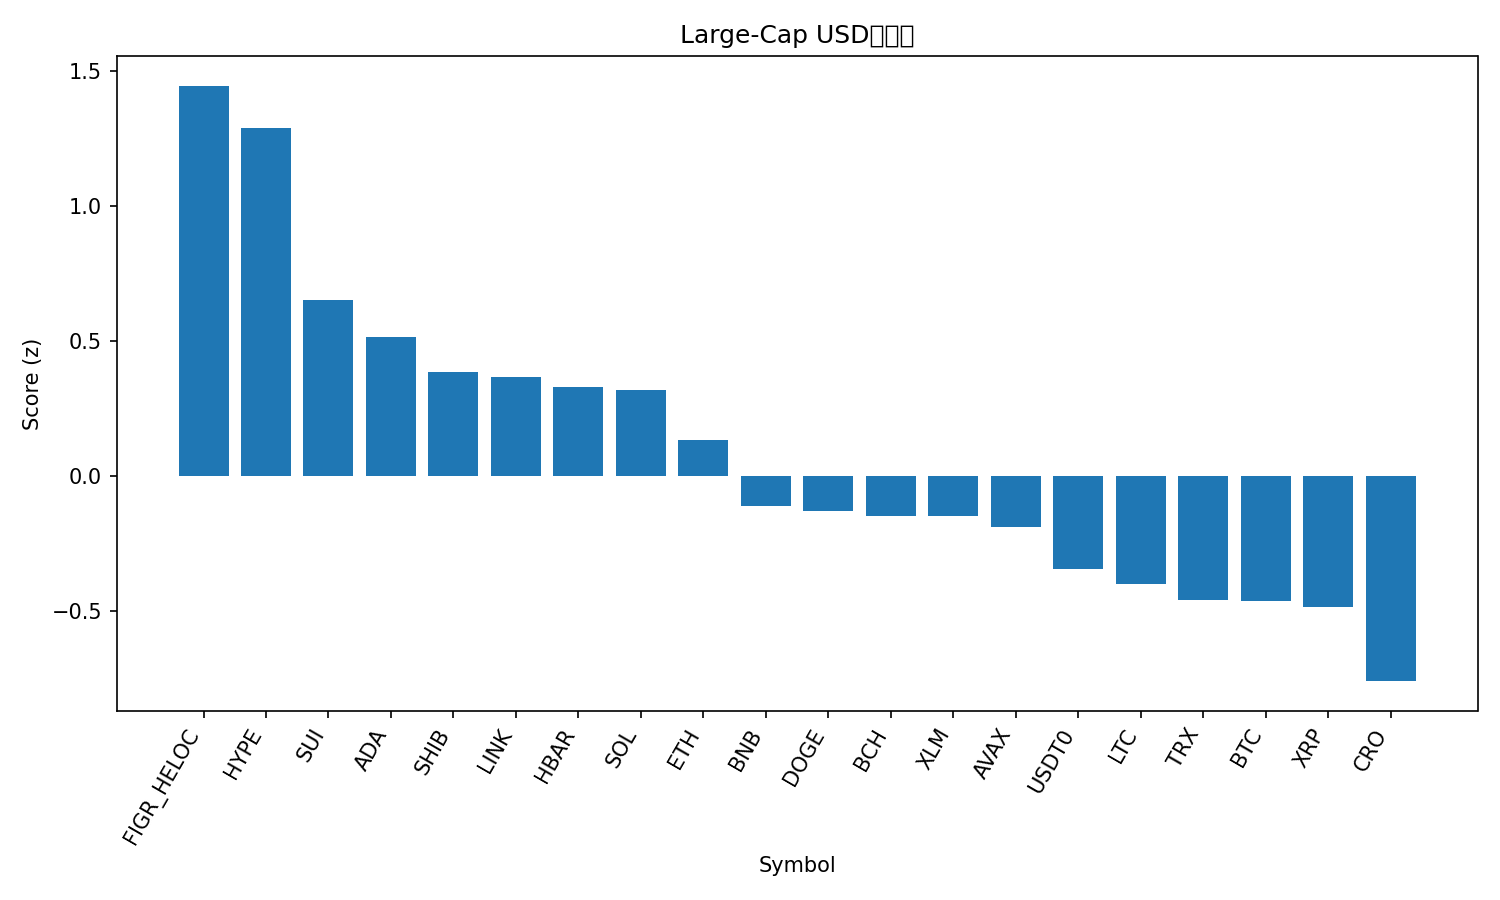 Large-Cap USD
Score (z)
1.5
1.0
0.5
0.0
−0.5
FIGR_HELOC
HYPE
SUI
ADA
SHIB
LINK
HBAR
SOL
ETH
BNB
DOGE
BCH
XLM
AVAX
USDT0
LTC
TRX
BTC
XRP
CRO
Symbol